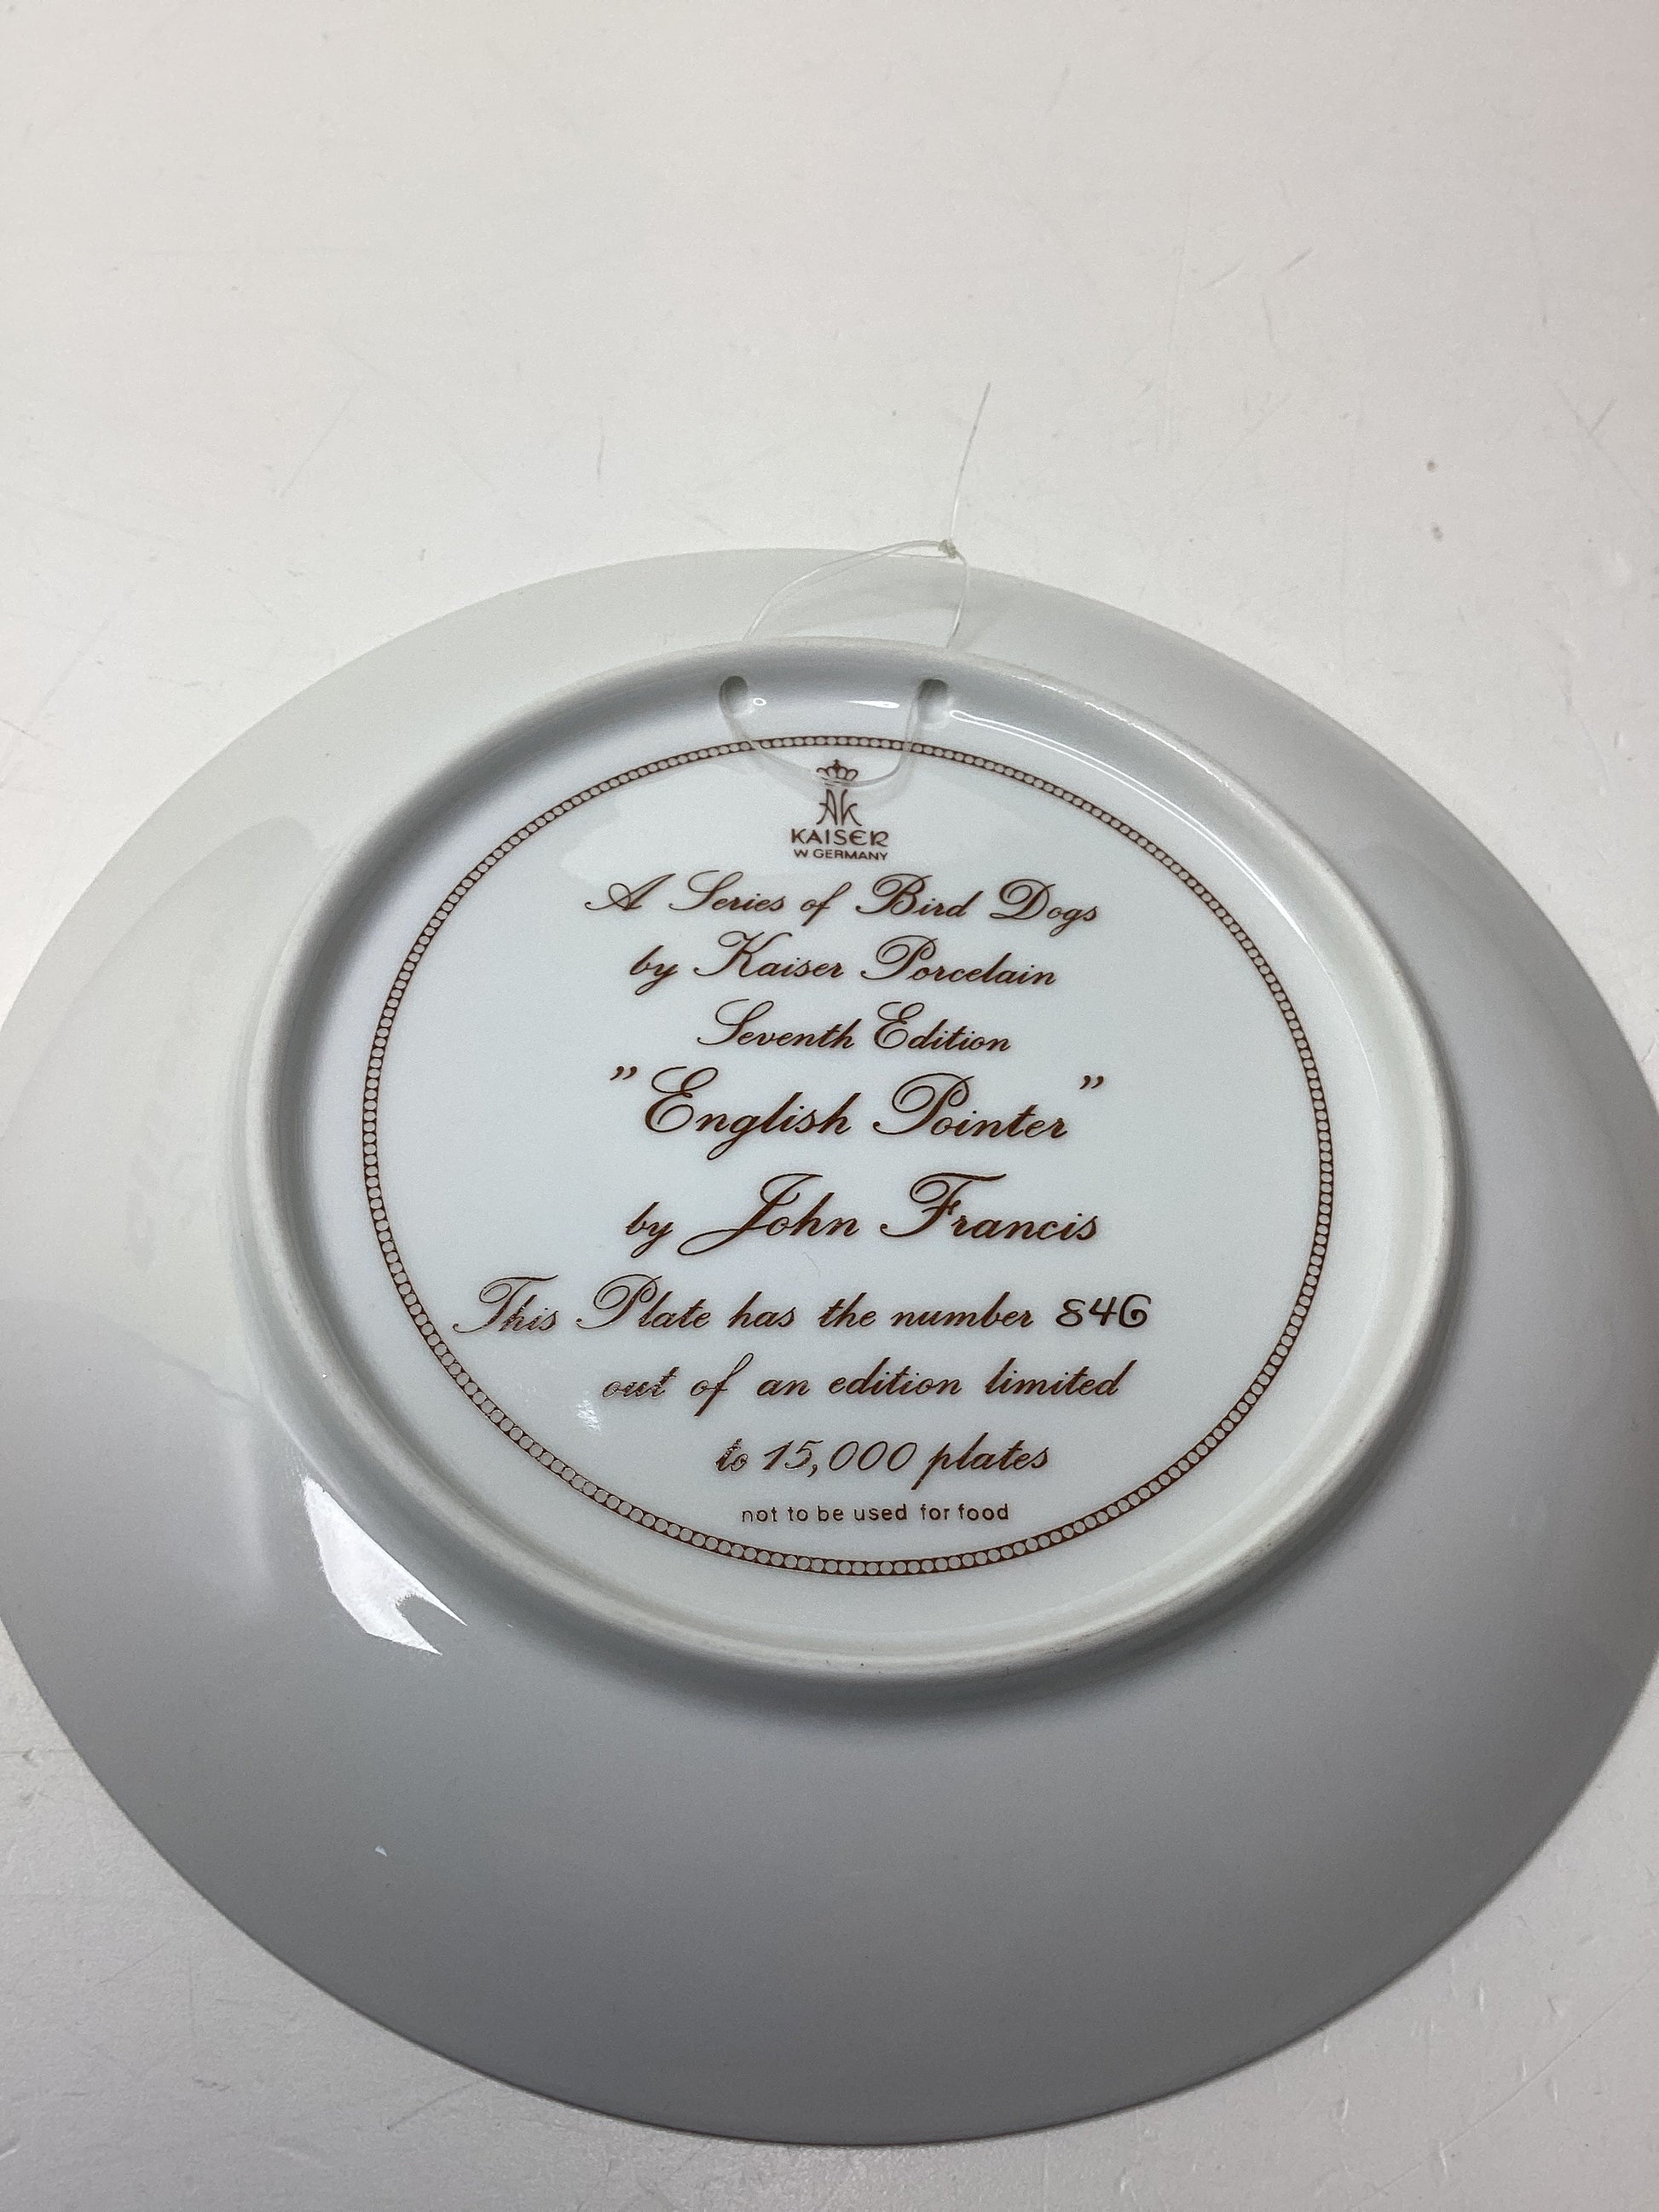 AK
KAISER
W GERMANY
A Series of Bird Dogs
by Kaiser Porcelain
Seventh Edition
”English Pointer”
by John Francis
This Plate has the number 846
out of an edition limited
to 15,000 plates
not to be used for food